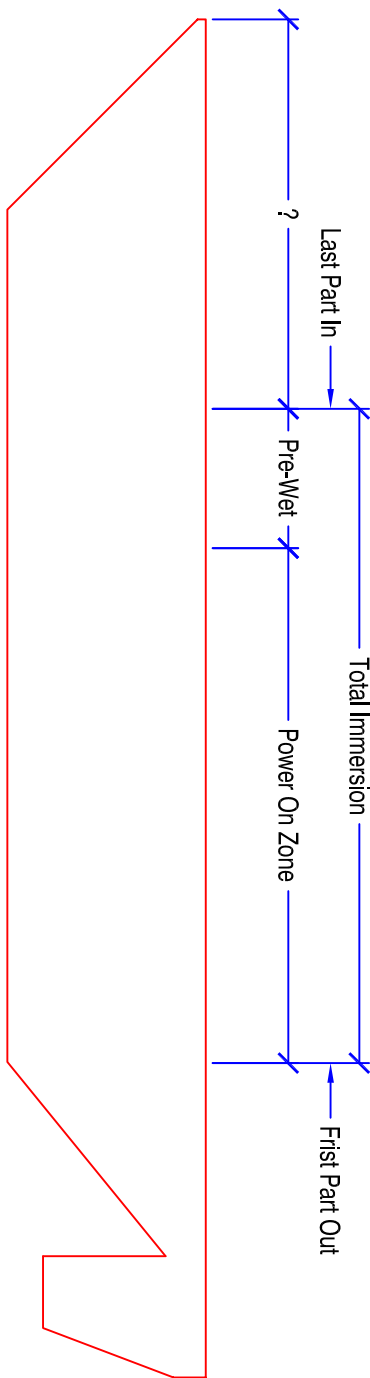 Total Immersion
Last Part In
Frist Part Out
?
Pre-Wet
Power On Zone